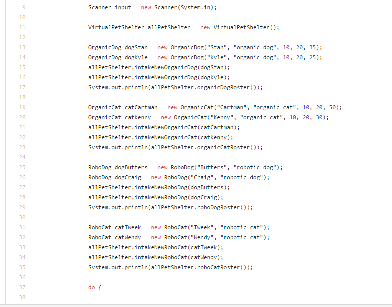 9 Scanner input = new Scanner(System.in);
10
11 VirtualPetShelter allPetShelter = new VirtualPetShelter();
12
13 OrganicDog dogStan = new OrganicDog("Stan", "organic dog", 10, 20, 35);
14 OrganicDog dogKyle = new OrganicDog("Kyle", "organic dog", 10, 20, 25);
15 allPetShelter.intakeNewOrganicDog(dogStan);
16 allPetShelter.intakeNewOrganicDog(dogKyle);
17 System.out.println(allPetShelter.organicDogRoster());
18
19 OrganicCat catCartman = new OrganicCat("Cartman", "organic cat", 10, 20, 50);
20 OrganicCat catKenny = new OrganicCat("Kenny", "organic cat", 10, 20, 30);
21 allPetShelter.intakeNewOrganicCat(catCartman);
22 allPetShelter.intakeNewOrganicCat(catKenny);
23 System.out.println(allPetShelter.organicCatRoster());
24
25 RoboDog dogButters = new RoboDog("Butters", "robotic dog");
26 RoboDog dogCraig = new RoboDog("Craig", "robotic dog");
27 allPetShelter.intakeNewRoboDog(dogButters);
28 allPetShelter.intakeNewRoboDog(dogCraig);
29 System.out.println(allPetShelter.roboDogRoster());
30
31 RoboCat catTweek = new RoboCat("Tweek", "robotic cat");
32 RoboCat catWendy = new RoboCat("Wendy", "robotic cat");
33 allPetShelter.intakeNewRoboCat(catTweek);
34 allPetShelter.intakeNewRoboCat(catWendy);
35 System.out.println(allPetShelter.roboCatRoster());
36
37 do {
38